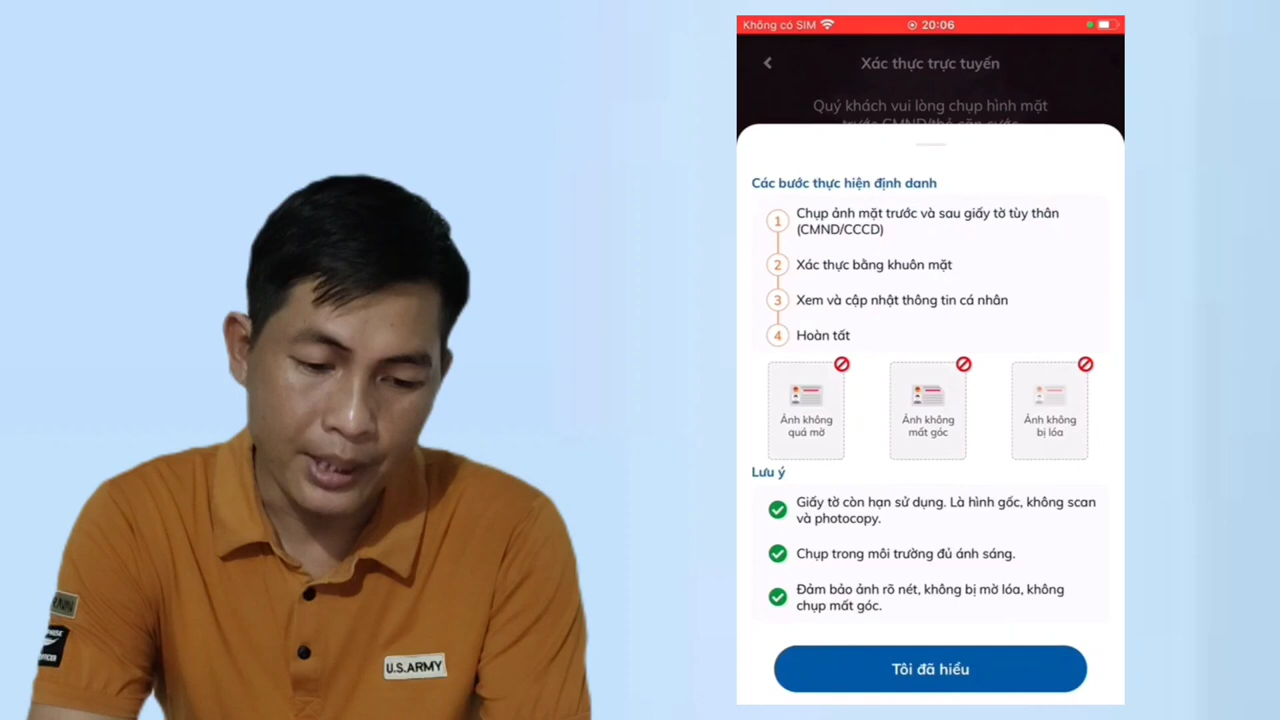 Không có SIM
20:06
Xác thực trực tuyến
Quý khách vui lòng chụp hình mặt
trước CMND/thẻ căn cước
Các bước thực hiện định danh
1
Chụp ảnh mặt trước và sau giấy tờ tùy thân
(CMND/CCCD)
2
Xác thực bằng khuôn mặt
3
Xem và cập nhật thông tin cá nhân
4
Hoàn tất
Ảnh không
quá mờ
Ảnh không
mất góc
Ảnh không
bị lóa
Lưu ý
Giấy tờ còn hạn sử dụng. Là hình gốc, không scan
và photocopy.
Chụp trong môi trường đủ ánh sáng.
Đảm bảo ảnh rõ nét, không bị mờ lóa, không
chụp mất góc.
Tôi đã hiểu
U.S.ARMY